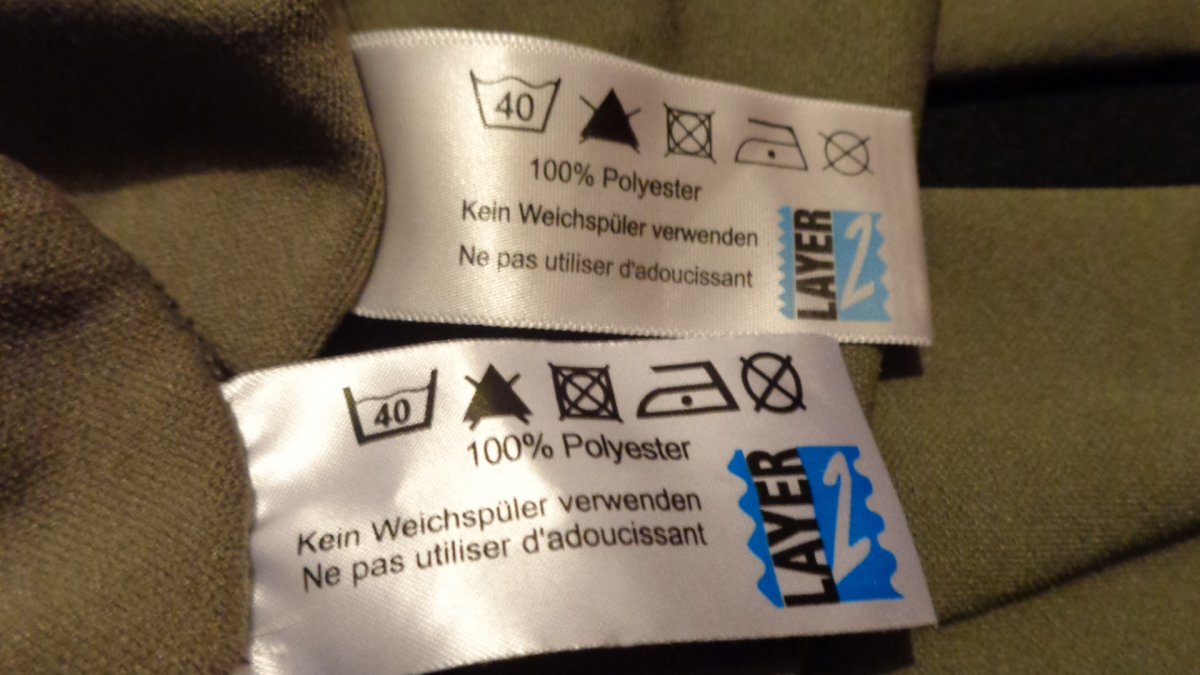 40
100% Polyester
Kein Weichspüler verwenden
Ne pas utiliser d'adoucissant
LAYER 2
40
100% Polyester
Kein Weichspüler verwenden
Ne pas utiliser d'adoucissant
LAYER 2